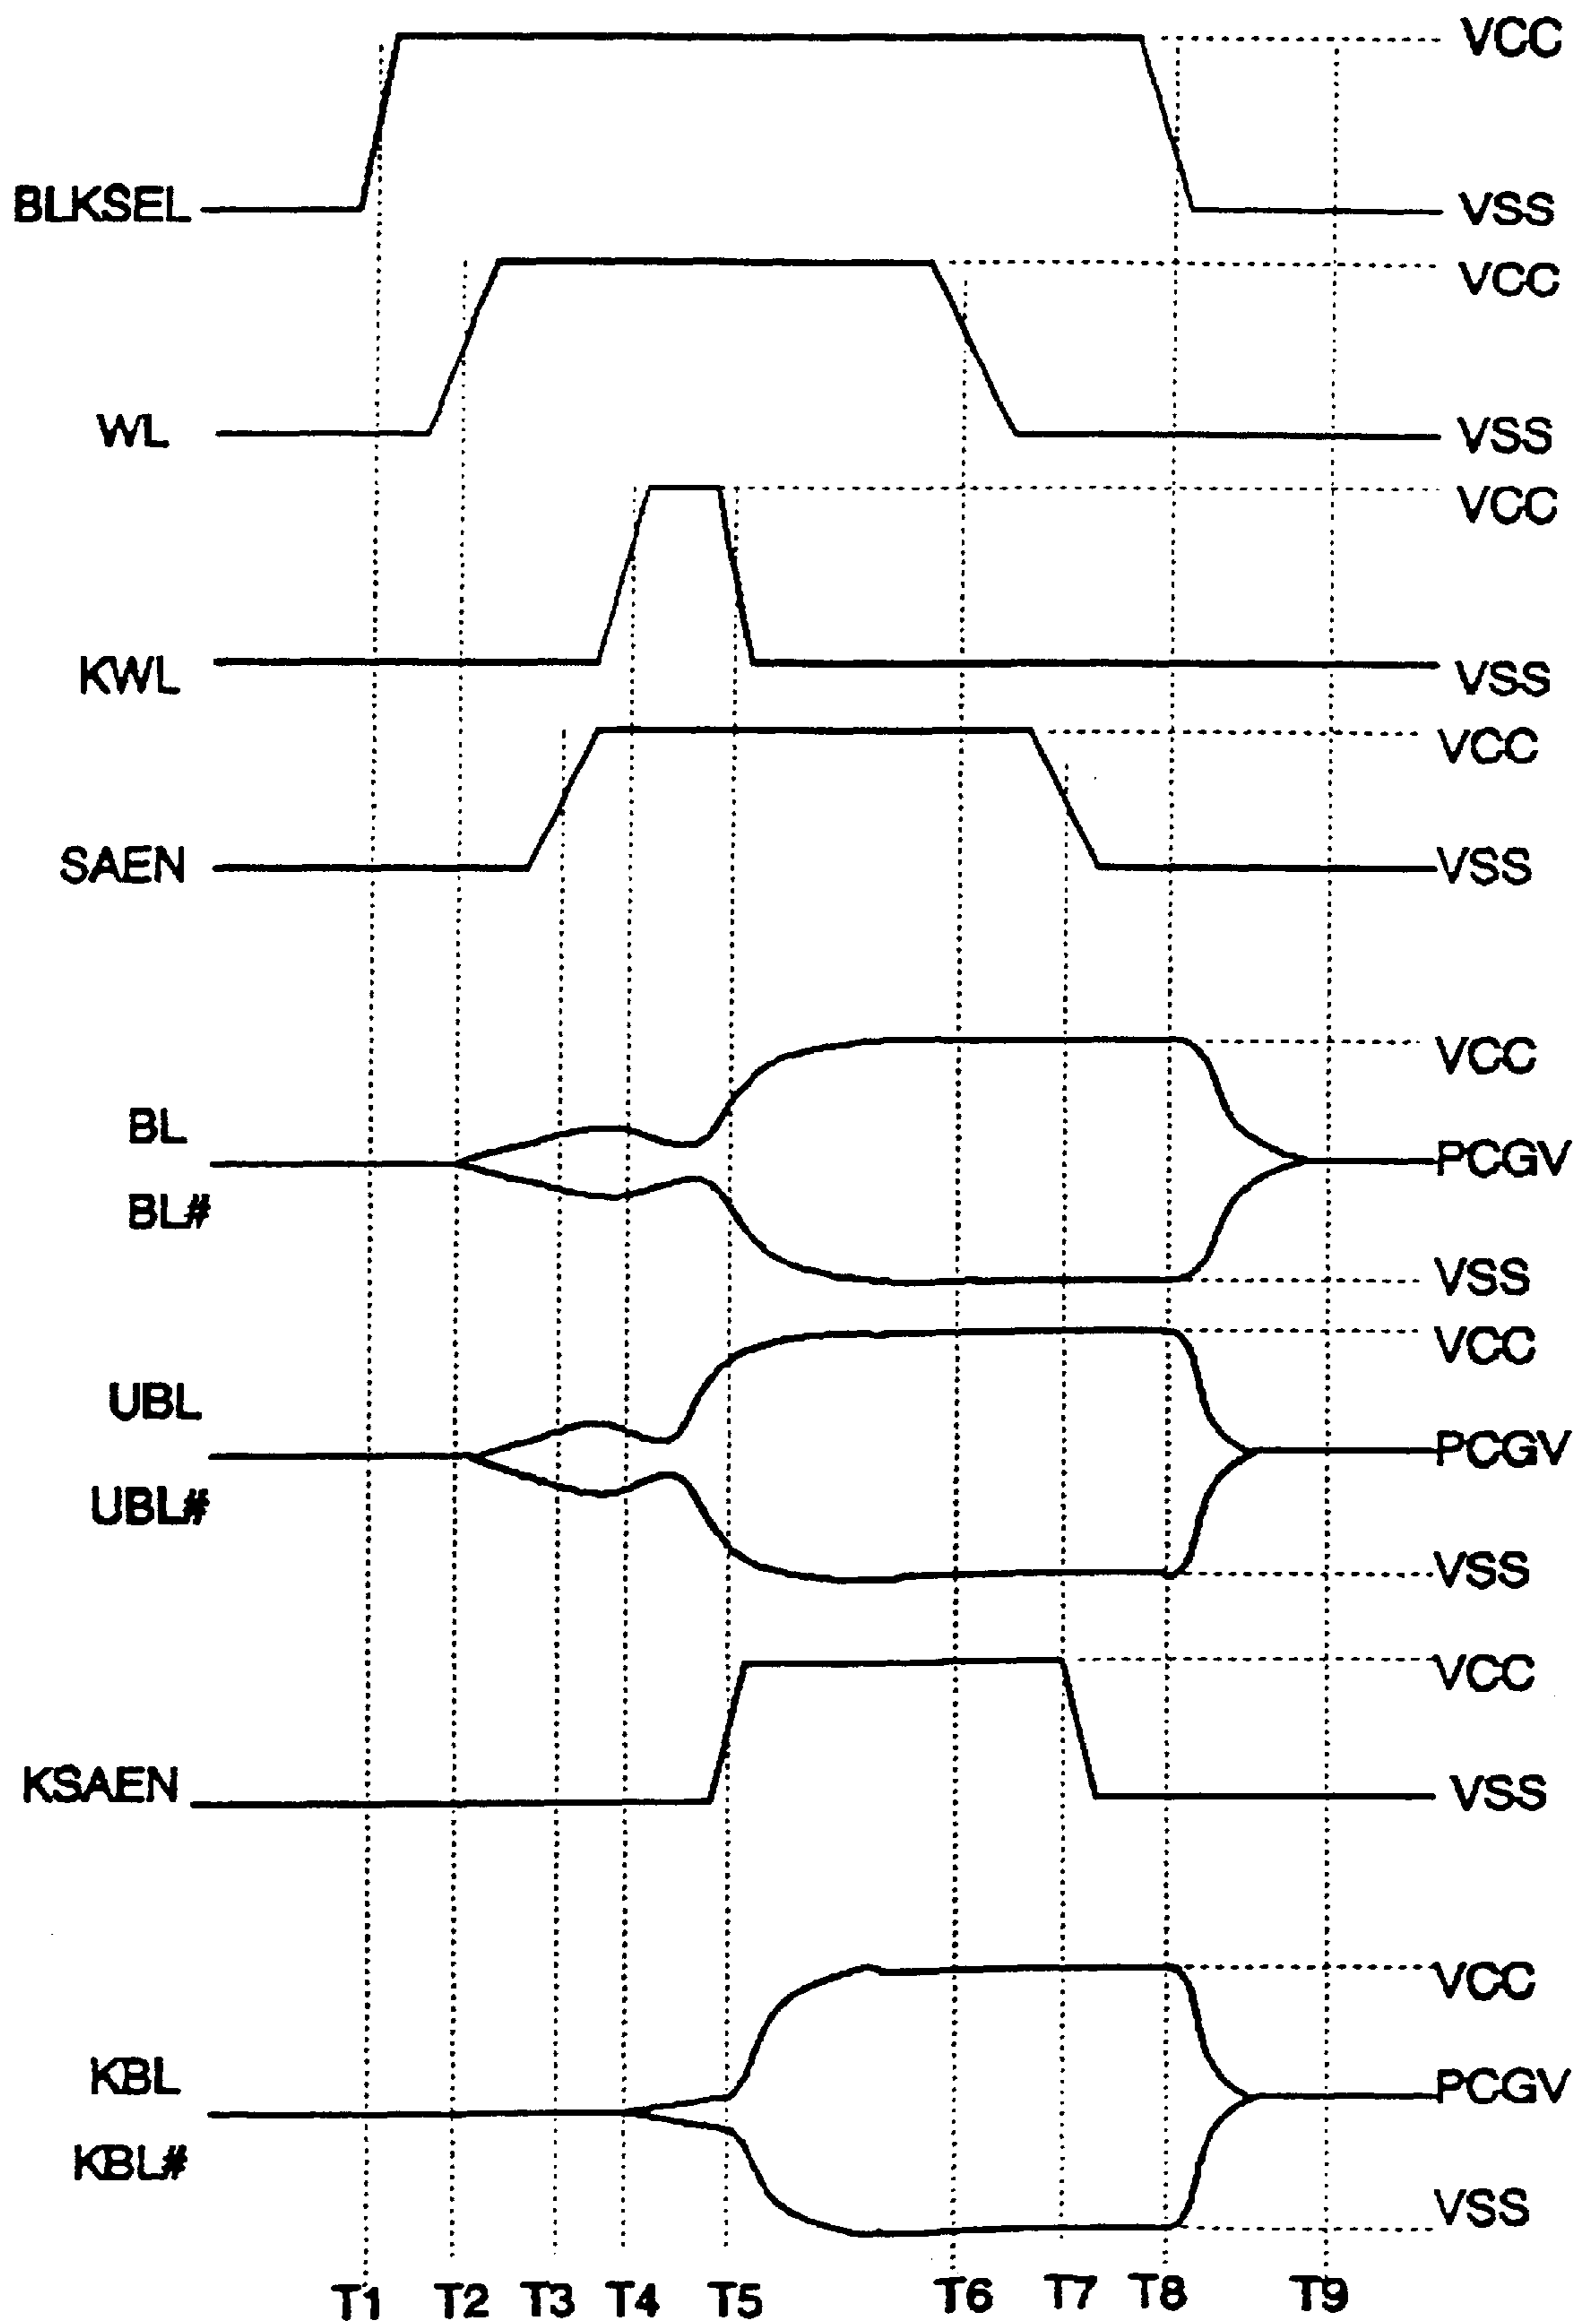 VCC
BLKSEL VSS
VCC
WL VSS
VCC
KWL VSS
VCC
SAEN VSS
VCC
BL
PCGV
BL#
VSS
VCC
UBL
PCGV
UBL#
VSS
VCC
KSAEN VSS
VCC
KBL PCGV
KBL#
VSS
T1 T2 T3 T4 T5 T6 T7 T8 T9